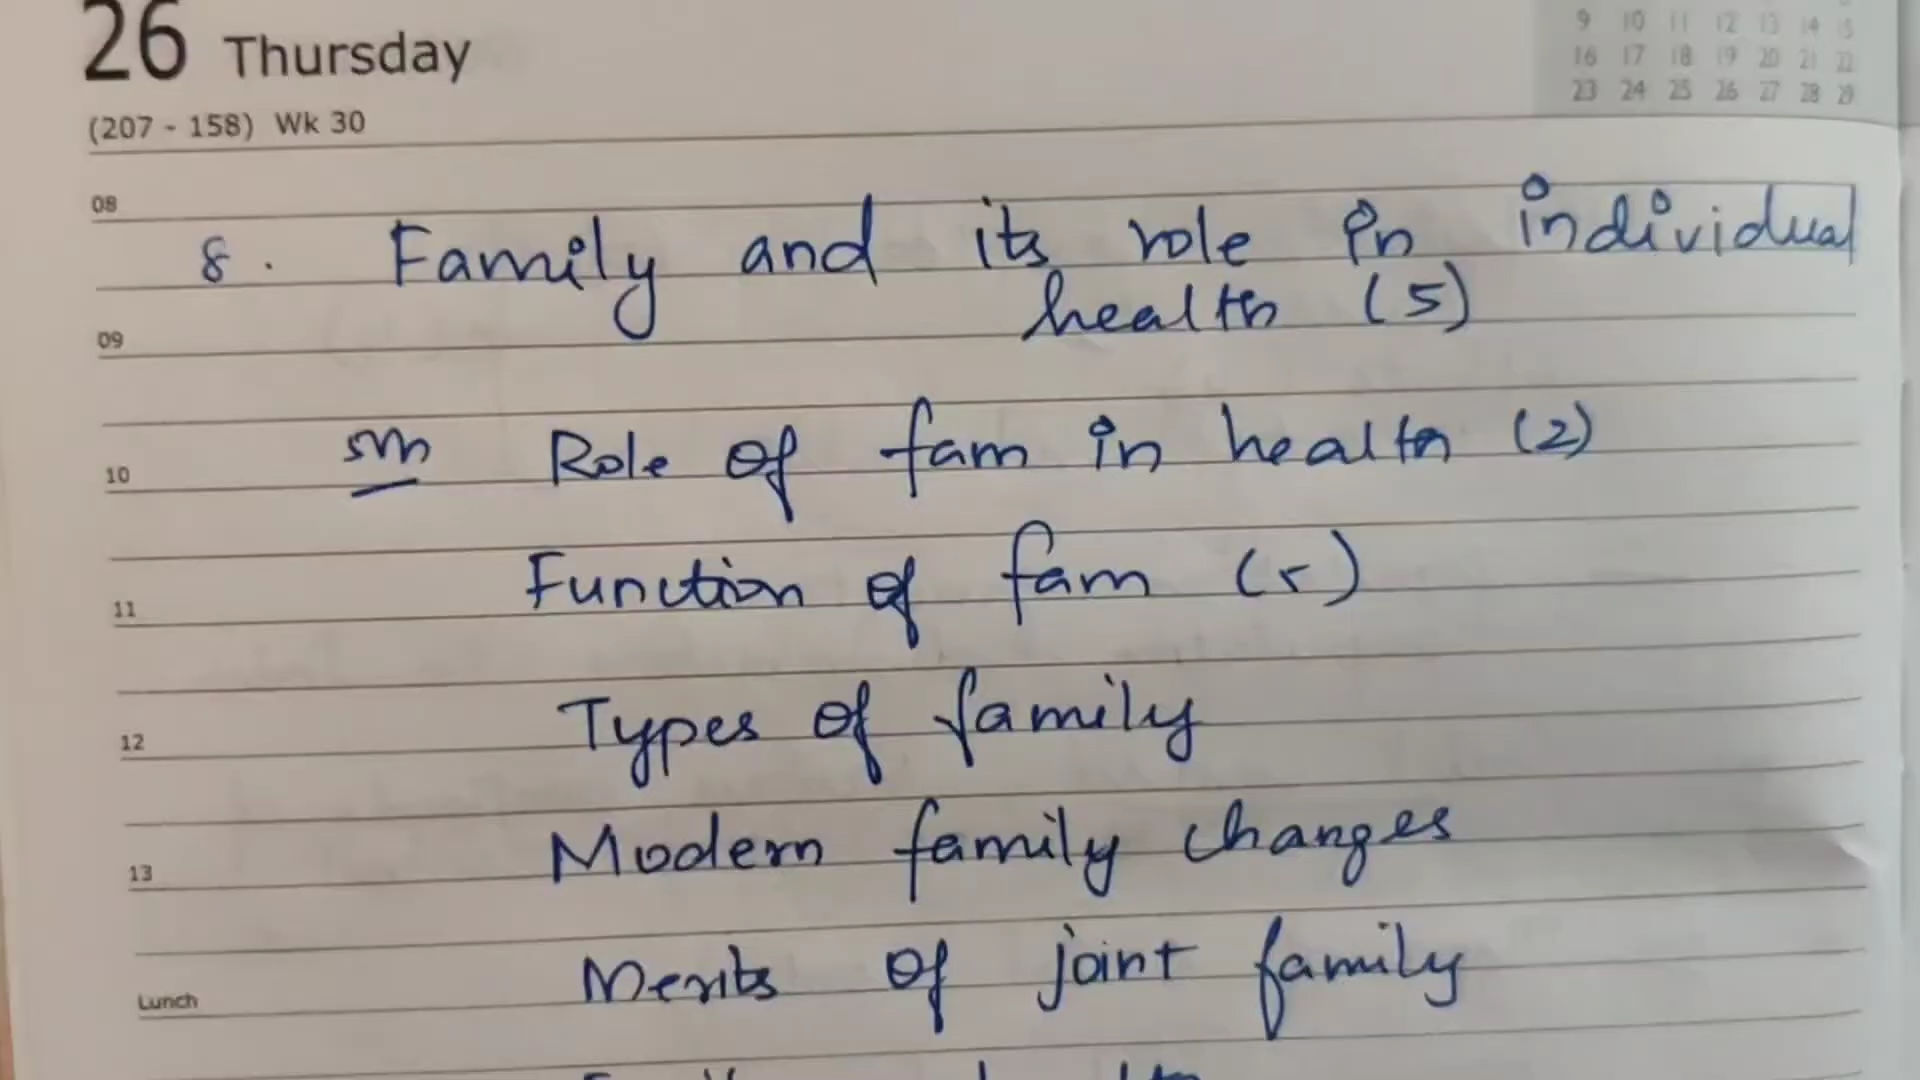 26 Thursday
9 10 11 12 13 14 15
16 17 18 19 20 21 22
23 24 25 26 27 28 29
(207 - 158) Wk 30
08
8. Family and its role in individual
health (5)
09
10 5m Role of fam in health (2)
11 Function of fam (5)
12 Types of family
13 Modern family changes
Lunch Merits of joint family